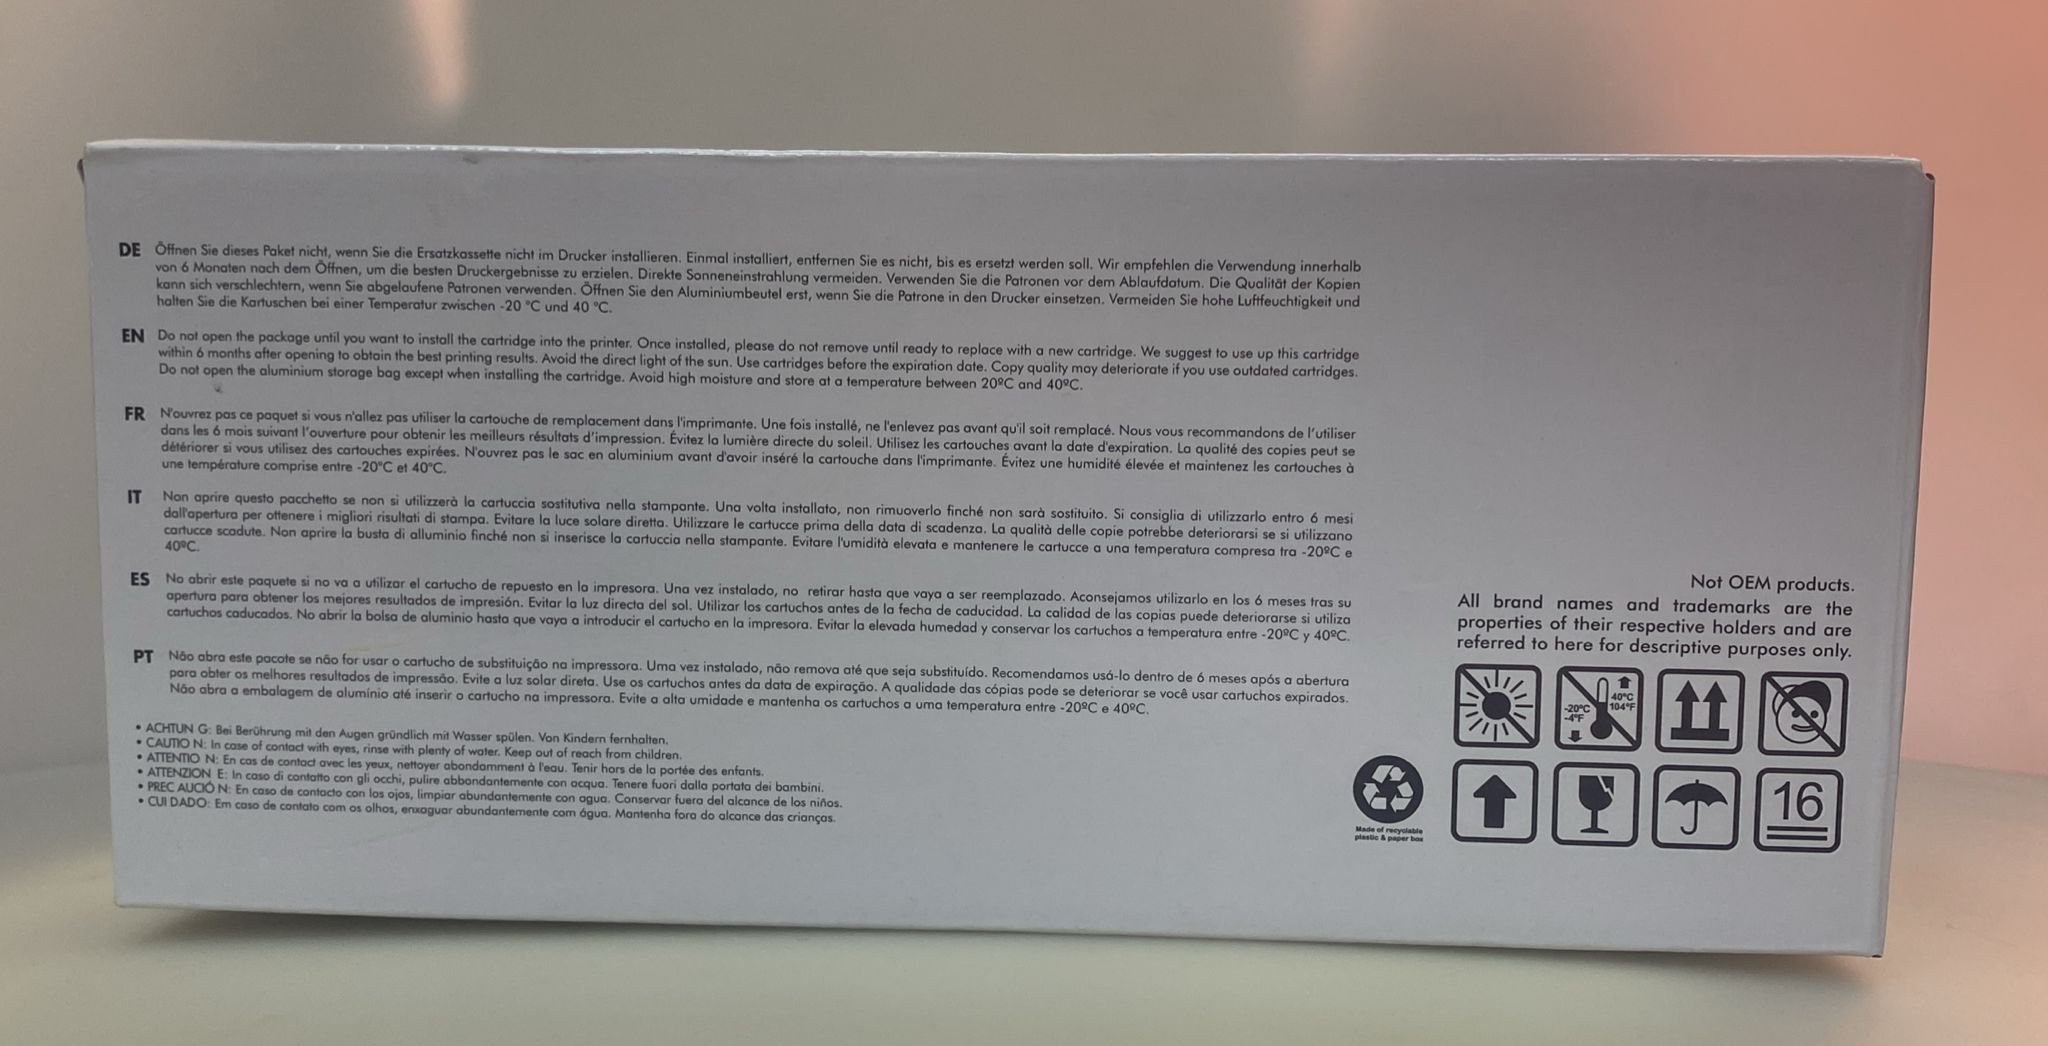 DE Öffnen Sie dieses Paket nicht, wenn Sie die Ersatzkassette nicht im Drucker installieren. Einmal installiert, entfernen Sie es nicht, bis es ersetzt werden soll. Wir empfehlen die Verwendung innerhalb
von 6 Monaten nach dem Öffnen, um die besten Druckergebnisse zu erzielen. Direkte Sonneneinstrahlung vermeiden. Verwenden Sie die Patronen vor dem Ablaufdatum. Die Qualität der Kopien
kann sich verschlechtern, wenn Sie abgelaufene Patronen verwenden. Öffnen Sie den Aluminiumbeutel erst, wenn Sie die Patrone in den Drucker einsetzen. Vermeiden Sie hohe Luftfeuchtigkeit und
halten Sie die Kartuschen bei einer Temperatur zwischen -20 °C und 40 °C.
EN Do not open the package until you want to install the cartridge into the printer. Once installed, please do not remove until ready to replace with a new cartridge. We suggest to use up this cartridge
within 6 months after opening to obtain the best printing results. Avoid the direct light of the sun. Use cartridges before the expiration date. Copy quality may deteriorate if you use outdated cartridges.
Do not open the aluminium storage bag except when installing the cartridge. Avoid high moisture and store at a temperature between 20ºC and 40ºC.
FR N'ouvrez pas ce paquet si vous n'allez pas utiliser la cartouche de remplacement dans l'imprimante. Une fois installé, ne l'enlevez pas avant qu'il soit remplacé. Nous vous recommandons de l'utiliser
dans les 6 mois suivant l'ouverture pour obtenir les meilleurs résultats d'impression. Évitez la lumière directe du soleil. Utilisez les cartouches avant la date d'expiration. La qualité des copies peut se
détériorer si vous utilisez des cartouches expirées. N'ouvrez pas le sac en aluminium avant d'avoir inséré la cartouche dans l'imprimante. Évitez une humidité élevée et maintenez les cartouches à
une température comprise entre -20°C et 40°C.
IT Non aprire questo pacchetto se non si utilizzerà la cartuccia sostitutiva nella stampante. Una volta installato, non rimuoverlo finché non sarà sostituito. Si consiglia di utilizzarlo entro 6 mesi
dall'apertura per ottenere i migliori risultati di stampa. Evitare la luce solare diretta. Utilizzare le cartucce prima della data di scadenza. La qualità delle copie potrebbe deteriorarsi se si utilizzano
cartucce scadute. Non aprire la busta di alluminio finché non si inserisce la cartuccia nella stampante. Evitare l'umidità elevata e mantenere le cartucce a una temperatura compresa tra -20ºC e
40ºC.
ES No abrir este paquete si no va a utilizar el cartucho de repuesto en la impresora. Una vez instalado, no retirar hasta que vaya a ser reemplazado. Aconsejamos utilizarlo en los 6 meses tras su
apertura para obtener los mejores resultados de impresión. Evitar la luz directa del sol. Utilizar los cartuchos antes de la fecha de caducidad. La calidad de las copias puede deteriorarse si utiliza
cartuchos caducados. No abrir la bolsa de aluminio hasta que vaya a introducir el cartucho en la impresora. Evitar la elevada humedad y conservar los cartuchos a temperatura entre -20ºC y 40ºC.
PT Não abra este pacote se não for usar o cartucho de substituição na impressora. Uma vez instalado, não remova até que seja substituído. Recomendamos usá-lo dentro de 6 meses após a abertura
para obter os melhores resultados de impressão. Evite a luz solar direta. Use os cartuchos antes da data de expiração. A qualidade das cópias pode se deteriorar se você usar cartuchos expirados.
Não abra a embalagem de alumínio até inserir o cartucho na impressora. Evite a alta umidade e mantenha os cartuchos a uma temperatura entre -20ºC e 40ºC.
• ACHTUN G: Bei Berührung mit den Augen gründlich mit Wasser spülen. Von Kindern fernhalten.
• CAUTIO N: In case of contact with eyes, rinse with plenty of water. Keep out of reach from children.
• ATTENTIO N: En cas de contact avec les yeux, nettoyer abondamment à l'eau. Tenir hors de la portée des enfants.
• ATTENZION E: In caso di contatto con gli occhi, pulire abbondantemente con acqua. Tenere fuori dalla portata dei bambini.
• PREC AUCIÓ N: En caso de contacto con los ojos, limpiar abundantemente con agua. Conservar fuera del alcance de los niños.
• CUI DADO: Em caso de contato com os olhos, enxaguar abundantemente com água. Mantenha fora do alcance das crianças.
Not OEM products.
All brand names and trademarks are the
properties of their respective holders and are
referred to here for descriptive purposes only.
-20°C
-4°F
40°C
104°F
16
Made of recyclable
plastic & paper box